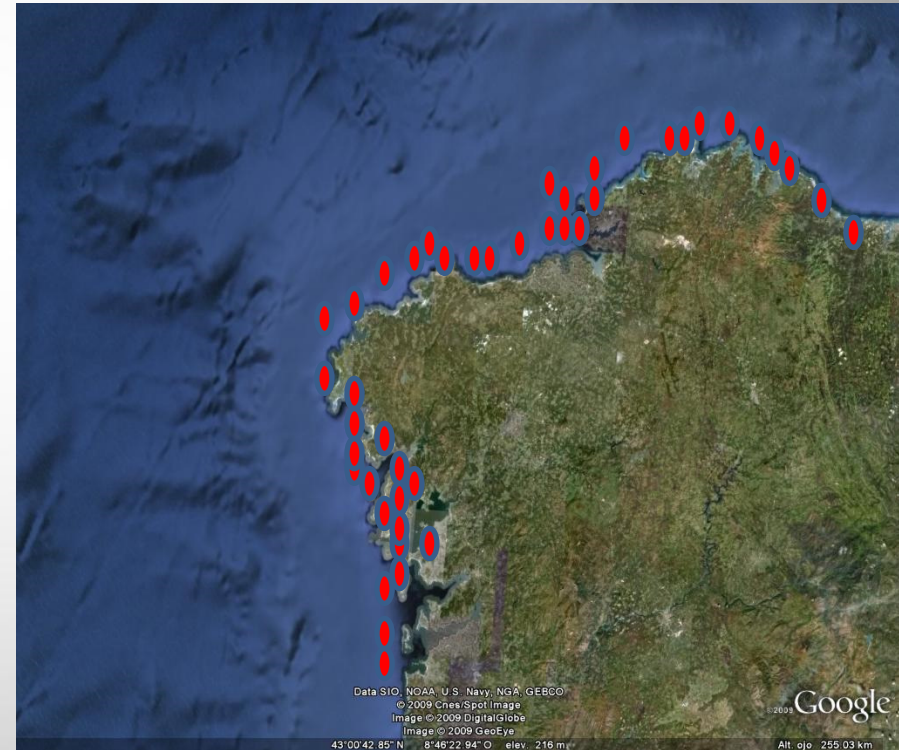 Data SIO, NOAA, U.S. Navy, NGA, GEBCO
© 2009 Cnes/Spot Image
Image © 2009 DigitalGlobe
Image © 2009 GeoEye
©2009 Google
43°00'42.85" N 8°46'22.94" O elev. 216 m
Alt. ojo 255.03 km